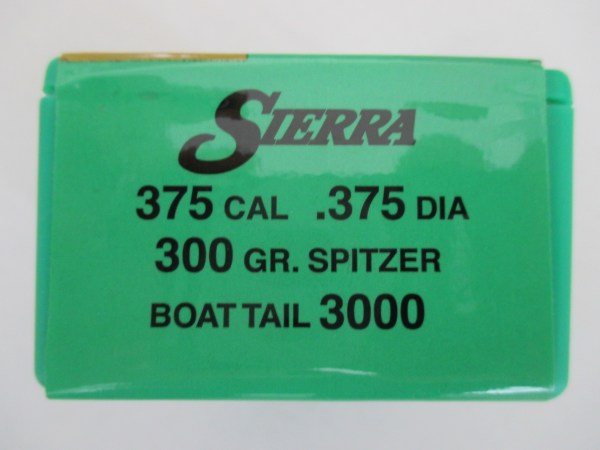 SIERRA
375 CAL .375 DIA
300 GR. SPITZER
BOAT TAIL 3000